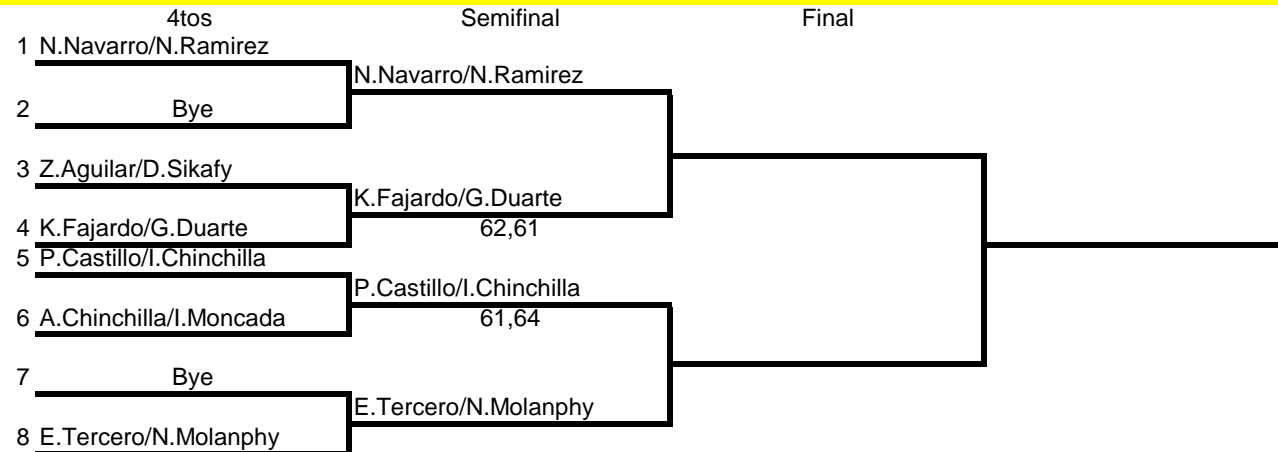 4tos Semifinal Final
1 N.Navarro/N.Ramirez
N.Navarro/N.Ramirez
2 Bye
3 Z.Aguilar/D.Sikafy
K.Fajardo/G.Duarte
4 K.Fajardo/G.Duarte 62,61
5 P.Castillo/I.Chinchilla
P.Castillo/I.Chinchilla
6 A.Chinchilla/I.Moncada 61,64
7 Bye
E.Tercero/N.Molanphy
8 E.Tercero/N.Molanphy